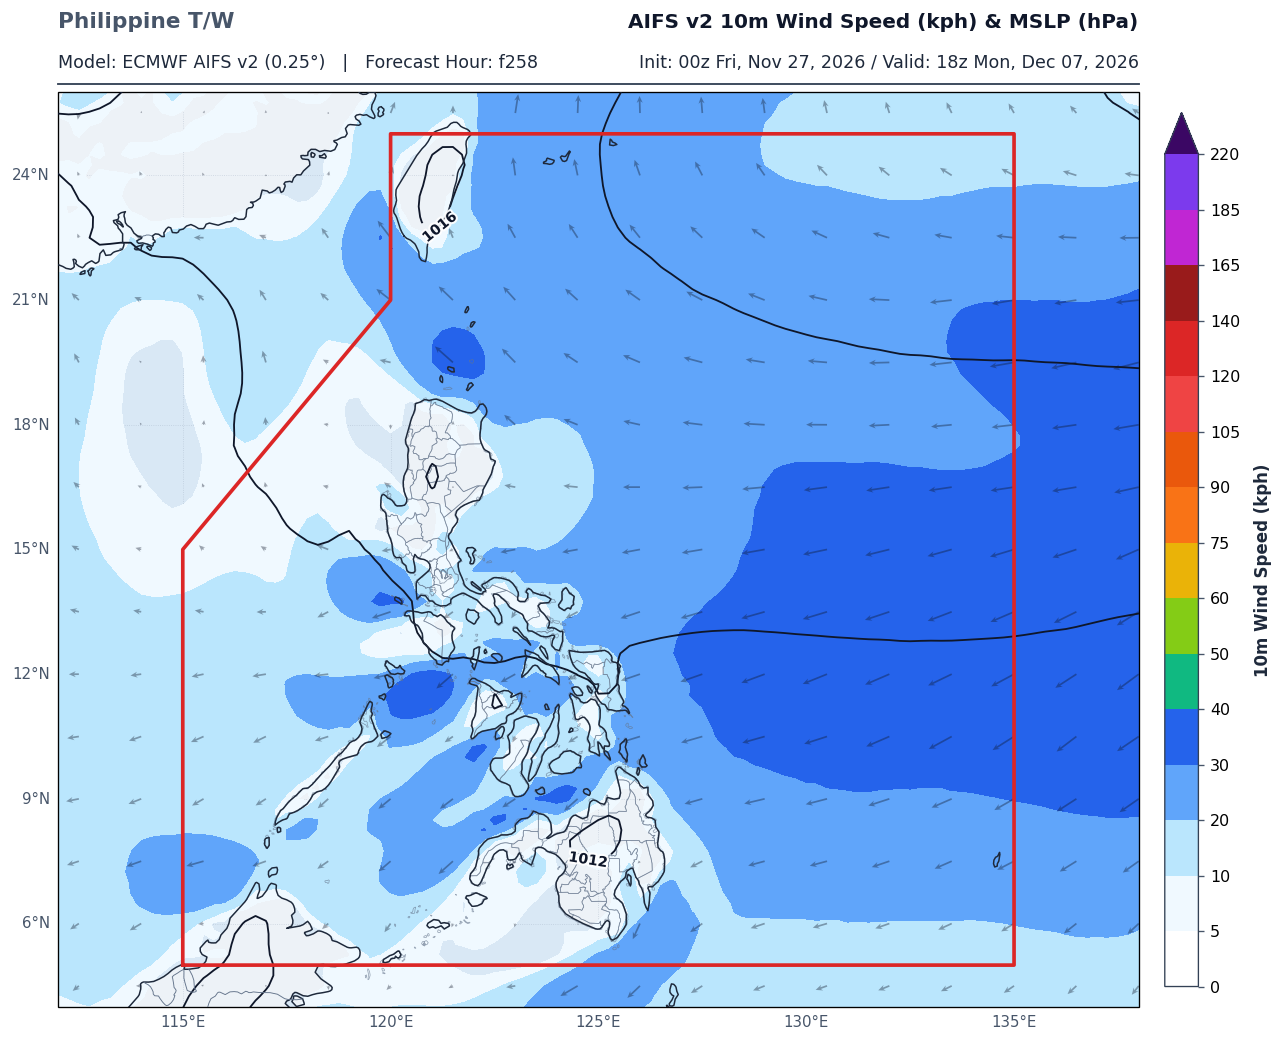 Philippine T/W
AIFS v2 10m Wind Speed (kph) & MSLP (hPa)
Model: ECMWF AIFS v2 (0.25°) | Forecast Hour: f258
Init: 00z Fri, Nov 27, 2026 / Valid: 18z Mon, Dec 07, 2026
24°N
21°N
18°N
15°N
12°N
9°N
6°N
1016
1012
115°E
120°E
125°E
130°E
135°E
220
185
165
140
120
105
90
75
60
50
40
30
20
10
5
0
10m Wind Speed (kph)